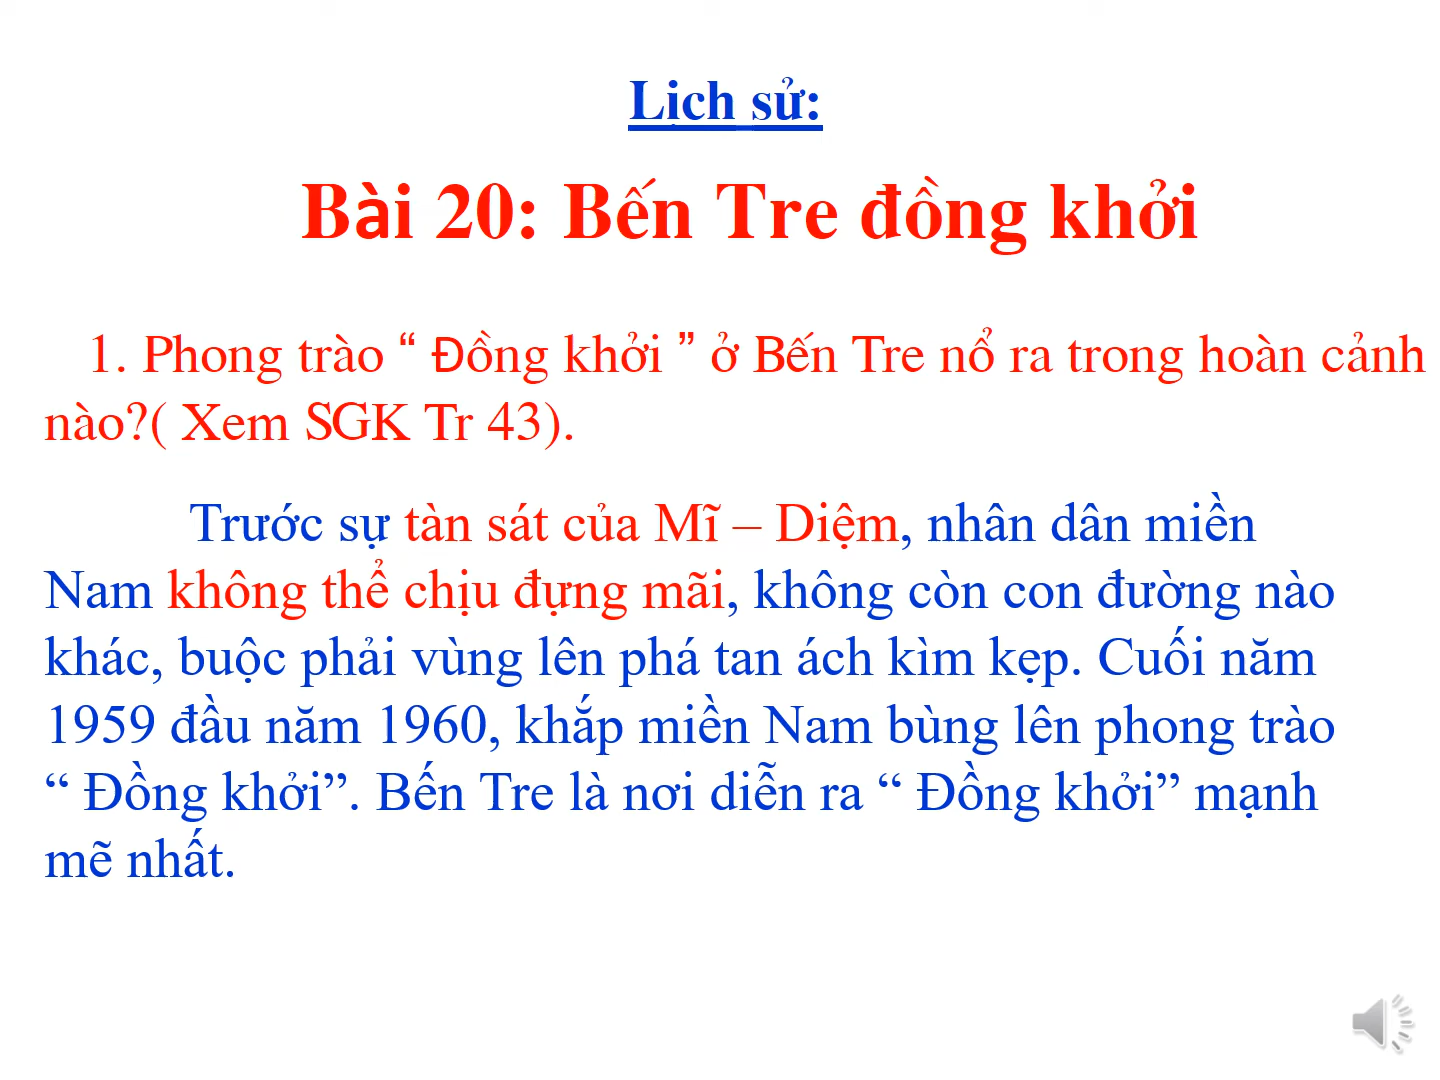 Lịch sử:
Bài 20: Bến Tre đồng khởi
1. Phong trào “ Đồng khởi ” ở Bến Tre nổ ra trong hoàn cảnh
nào?( Xem SGK Tr 43).
Trước sự tàn sát của Mĩ – Diệm, nhân dân miền
Nam không thể chịu đựng mãi, không còn con đường nào
khác, buộc phải vùng lên phá tan ách kìm kẹp. Cuối năm
1959 đầu năm 1960, khắp miền Nam bùng lên phong trào
“ Đồng khởi”. Bến Tre là nơi diễn ra “ Đồng khởi” mạnh
mẽ nhất.